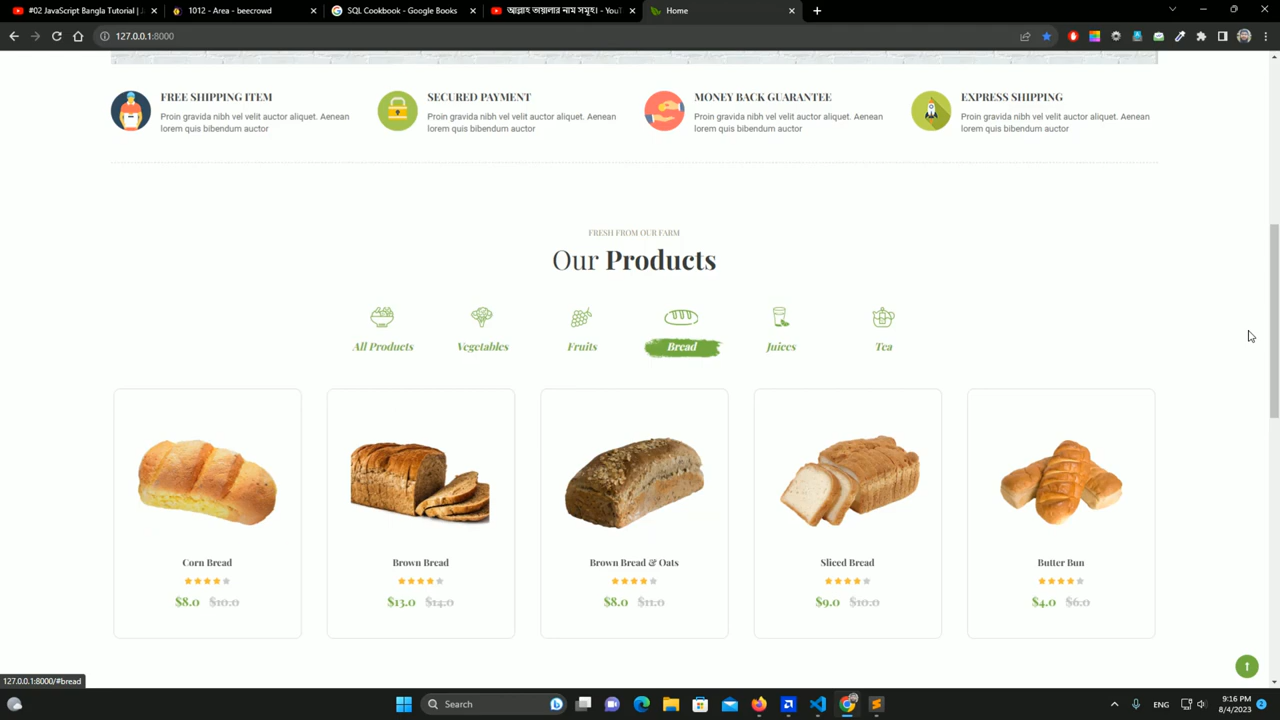 #02 JavaScript Bangla Tutorial |
1012 - Area - beecrowd
SQL Cookbook - Google Books
আল্লাহ তায়ালার নাম সমূহ। - YouT
Home
127.0.0.1:8000
FREE SHIPPING ITEM
Proin gravida nibh vel velit auctor aliquet. Aenean
lorem quis bibendum auctor
SECURED PAYMENT
Proin gravida nibh vel velit auctor aliquet. Aenean
lorem quis bibendum auctor
MONEY BACK GUARANTEE
Proin gravida nibh vel velit auctor aliquet. Aenean
lorem quis bibendum auctor
EXPRESS SHIPPING
Proin gravida nibh vel velit auctor aliquet. Aenean
lorem quis bibendum auctor
FRESH FROM OUR FARM
Our Products
All Products
Vegetables
Fruits
Bread
Juices
Tea
Corn Bread
$8.0 $10.0
Brown Bread
$13.0 $14.0
Brown Bread & Oats
$8.0 $11.0
Sliced Bread
$9.0 $10.0
Butter Bun
$4.0 $6.0
127.0.0.1:8000/#bread
Search
ENG
9:16 PM
8/4/2023
2